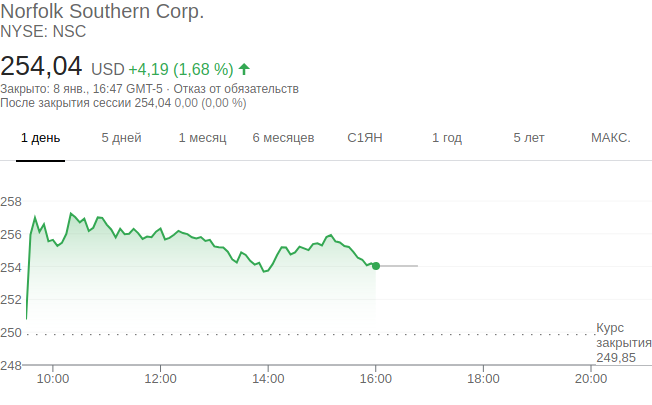 Norfolk Southern Corp.
NYSE: NSC
254,04 USD +4,19 (1,68 %)
Закрыто: 8 янв., 16:47 GMT-5 · Отказ от обязательств
После закрытия сессии 254,04 0,00 (0,00 %)
1 день 5 дней 1 месяц 6 месяцев С1ЯН 1 год 5 лет МАКС.
258
256
254
252
250
248
Курс
закрытия
249,85
10:00 12:00 14:00 16:00 18:00 20:00